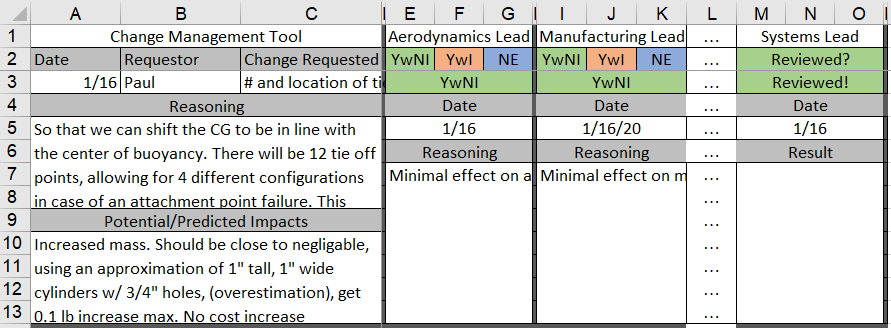 A B C E F G I J K L M N O
1 Change Management Tool Aerodynamics Lead Manufacturing Lead ... Systems Lead
2 Date Requestor Change Requested YwNI YwI NE YwNI YwI NE ... Reviewed?
3 1/16 Paul # and location of tie YwNI YwNI ... Reviewed!
4 Reasoning Date Date ... Date
5 So that we can shift the CG to be in line with 1/16 1/16/20 ... 1/16
6 the center of buoyancy. There will be 12 tie off Reasoning Reasoning ... Result
7 points, allowing for 4 different configurations Minimal effect on a Minimal effect on m ...
8 in case of an attachment point failure. This ...
9 Potential/Predicted Impacts ...
10 Increased mass. Should be close to negligable, ...
11 using an approximation of 1" tall, 1" wide ...
12 cylinders w/ 3/4" holes, (overestimation), get ...
13 0.1 lb increase max. No cost increase ...